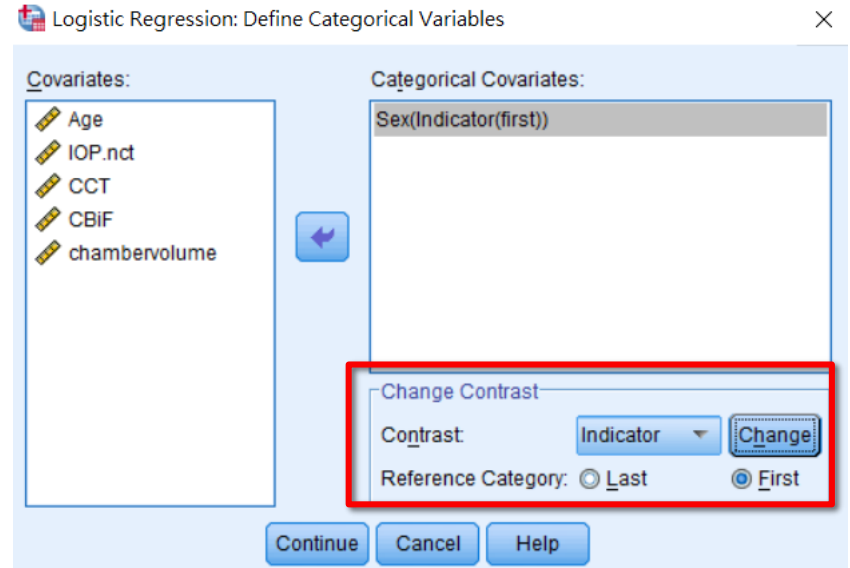 Logistic Regression: Define Categorical Variables
Covariates:
Age
IOP.nct
CCT
CBiF
chambervolume
Categorical Covariates:
Sex(Indicator(first))
Change Contrast
Contrast: Indicator Change
Reference Category: Last First
Continue Cancel Help